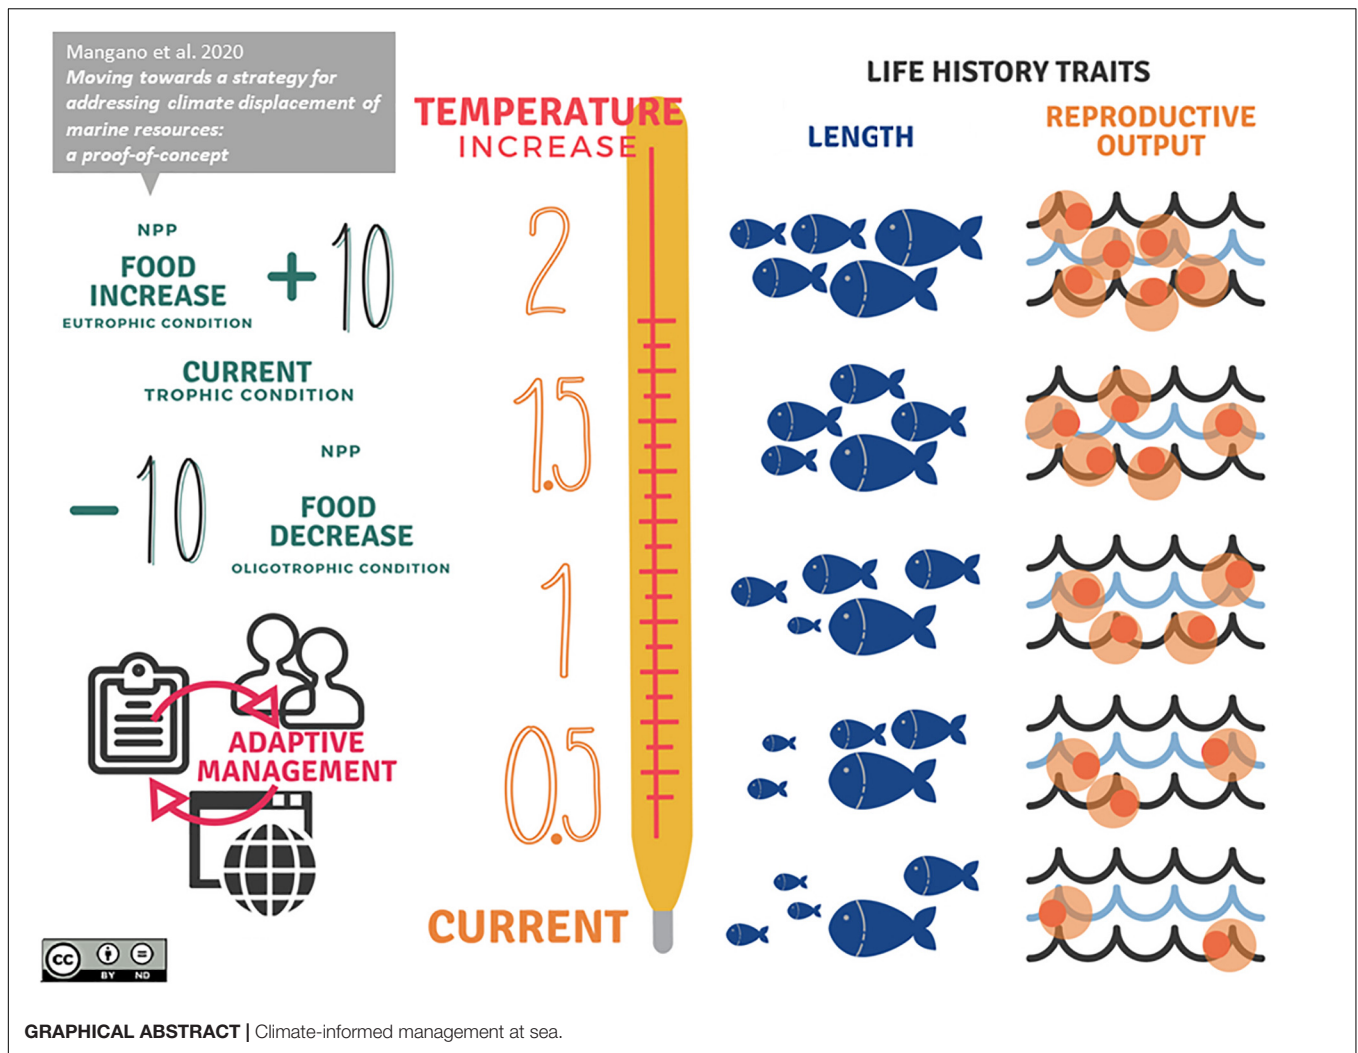 Mangano et al. 2020
Moving towards a strategy for
addressing climate displacement of
marine resources:
a proof-of-concept
NPP
FOOD
INCREASE
EUTROPHIC CONDITION
+10
CURRENT
TROPHIC CONDITION
-10
NPP
FOOD
DECREASE
OLIGOTROPHIC CONDITION
ADAPTIVE
MANAGEMENT
TEMPERATURE
INCREASE
2
1.5
1
0.5
CURRENT
LIFE HISTORY TRAITS
LENGTH
REPRODUCTIVE
OUTPUT
cc
BY ND
GRAPHICAL ABSTRACT | Climate-informed management at sea.